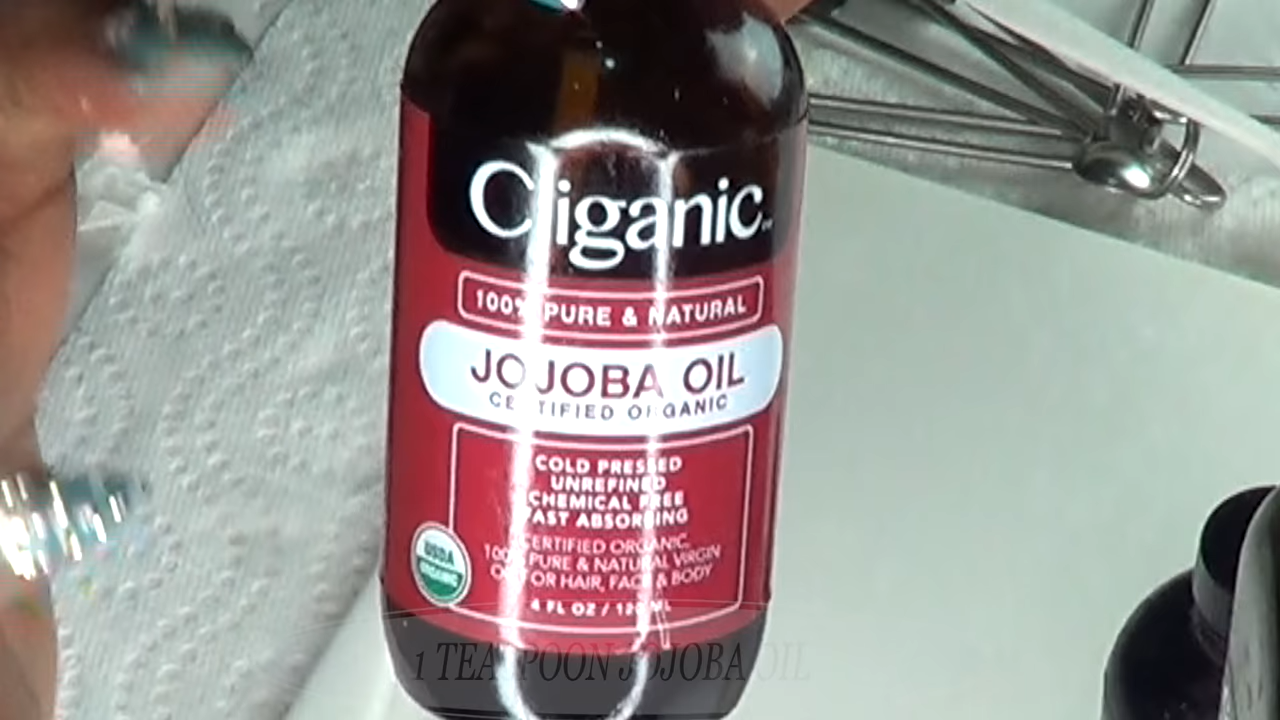 Cliganic
100% PURE & NATURAL
JOJOBA OIL
CERTIFIED ORGANIC
COLD PRESSED
UNREFINED
CHEMICAL FREE
FAST ABSORBING
CERTIFIED ORGANIC,
100% PURE & NATURAL VIRGIN
OIL FOR HAIR, FACE & BODY
USDA
ORGANIC
4 FL OZ / 120 ML
1 TEASPOON JOJOBA OIL